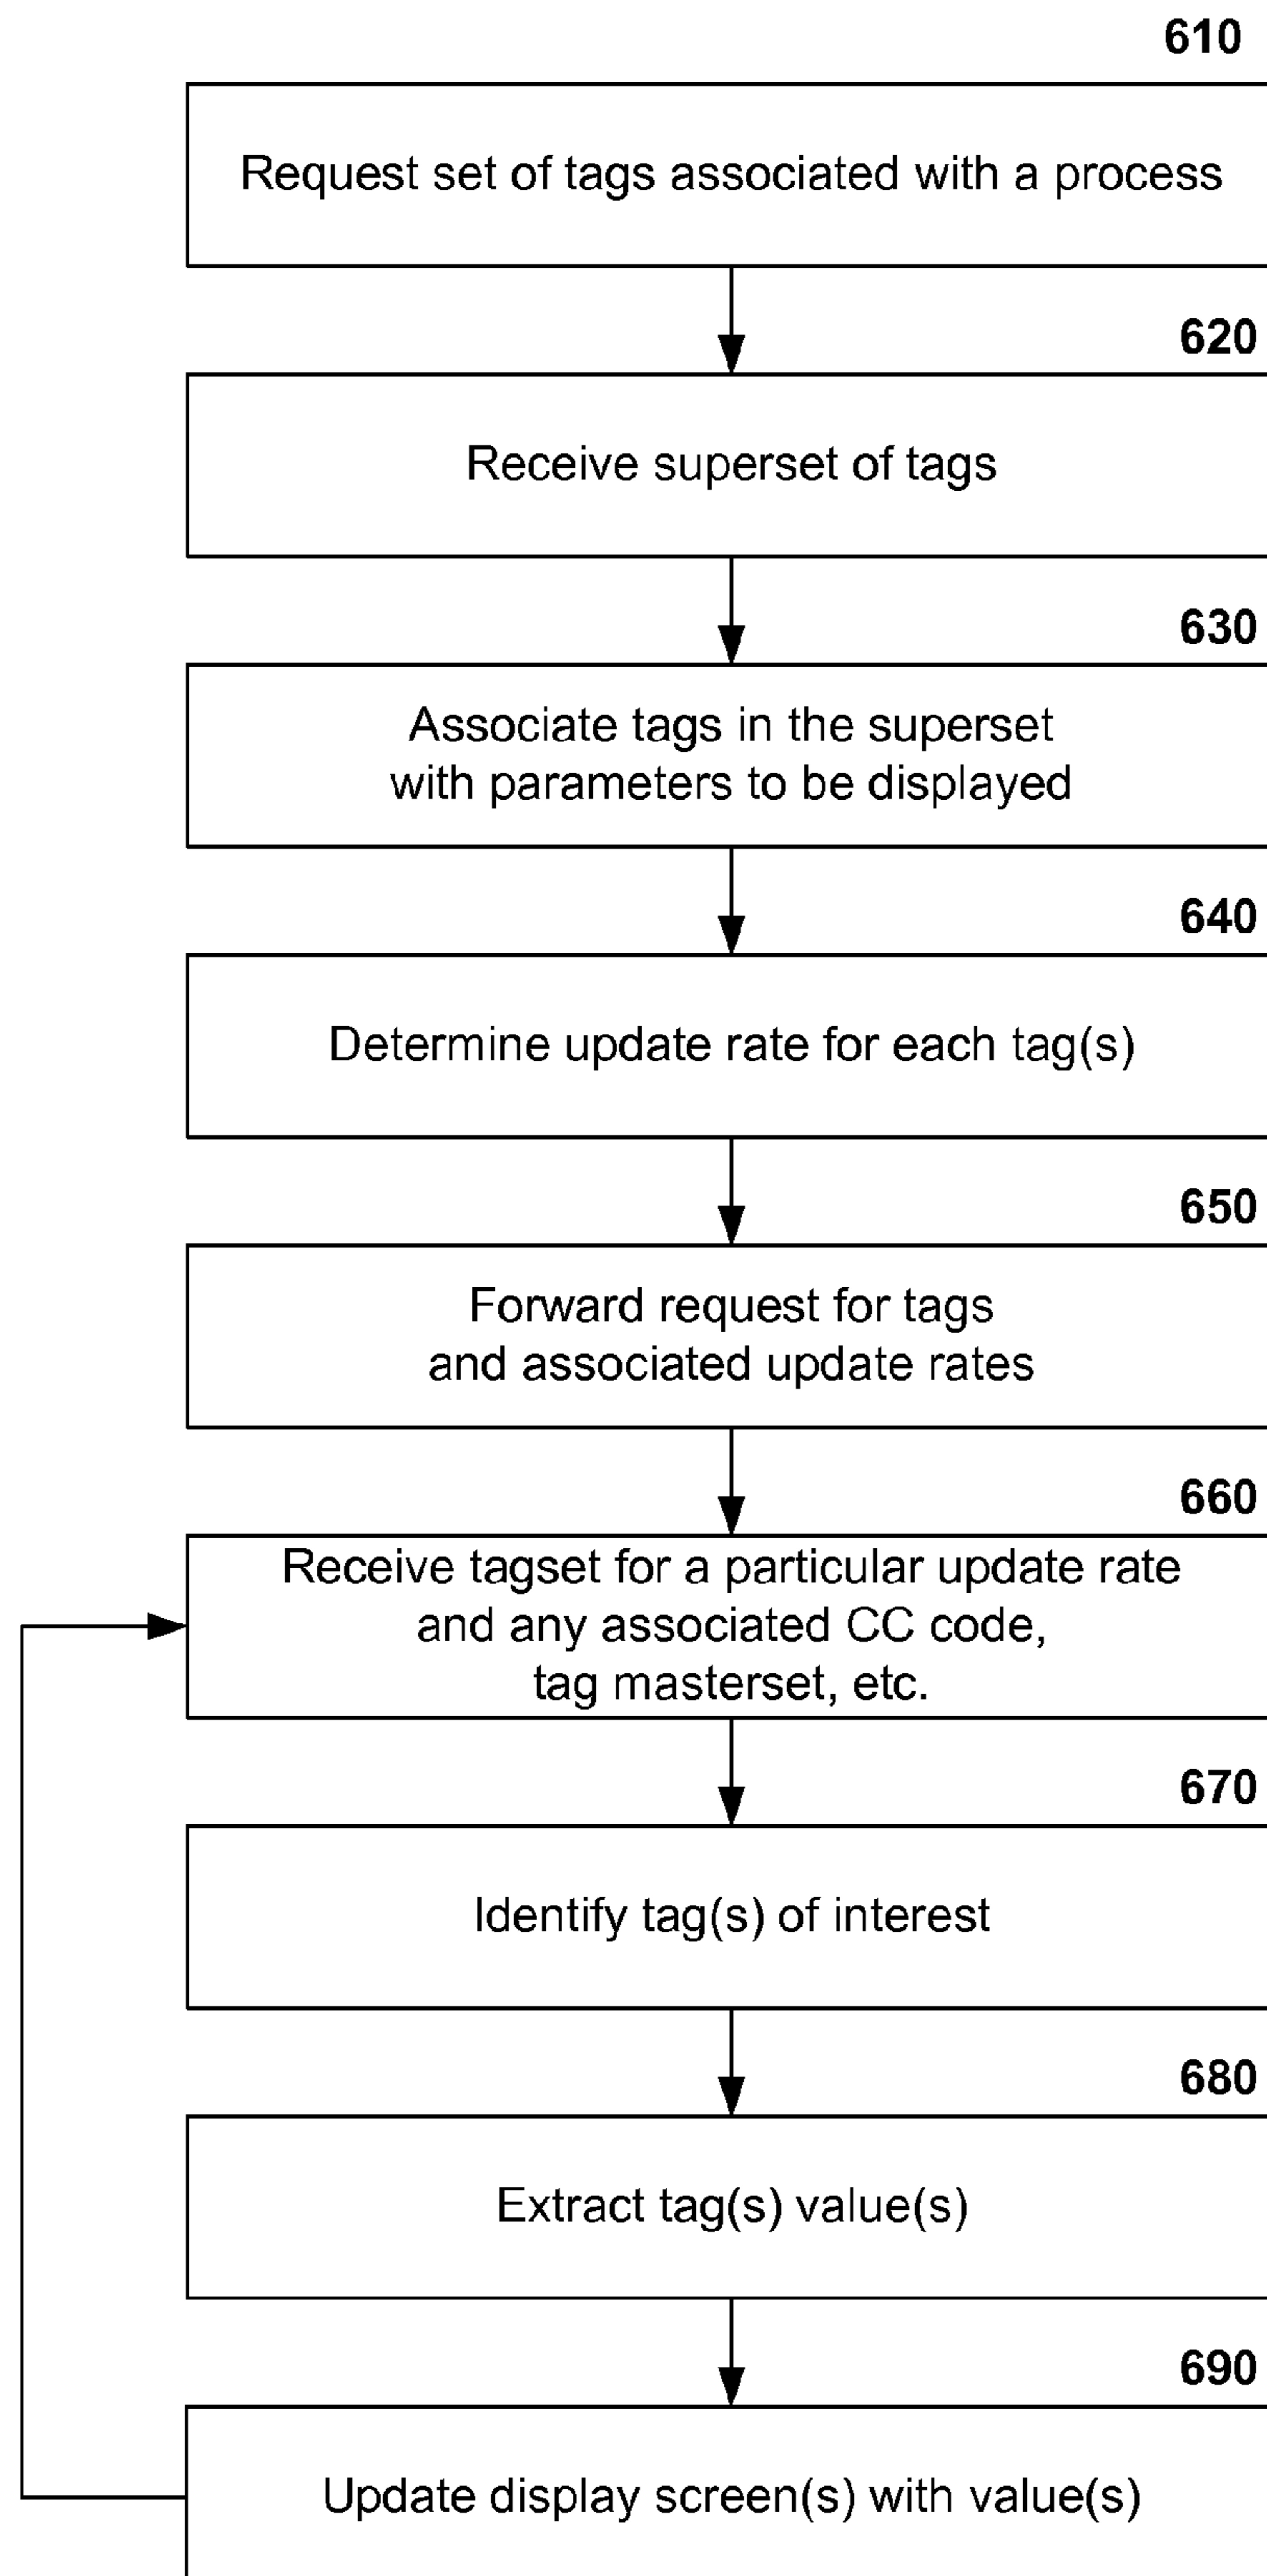 610
Request set of tags associated with a process
620
Receive superset of tags
630
Associate tags in the superset
with parameters to be displayed
640
Determine update rate for each tag(s)
650
Forward request for tags
and associated update rates
660
Receive tagset for a particular update rate
and any associated CC code,
tag masterset, etc.
670
Identify tag(s) of interest
680
Extract tag(s) value(s)
690
Update display screen(s) with value(s)